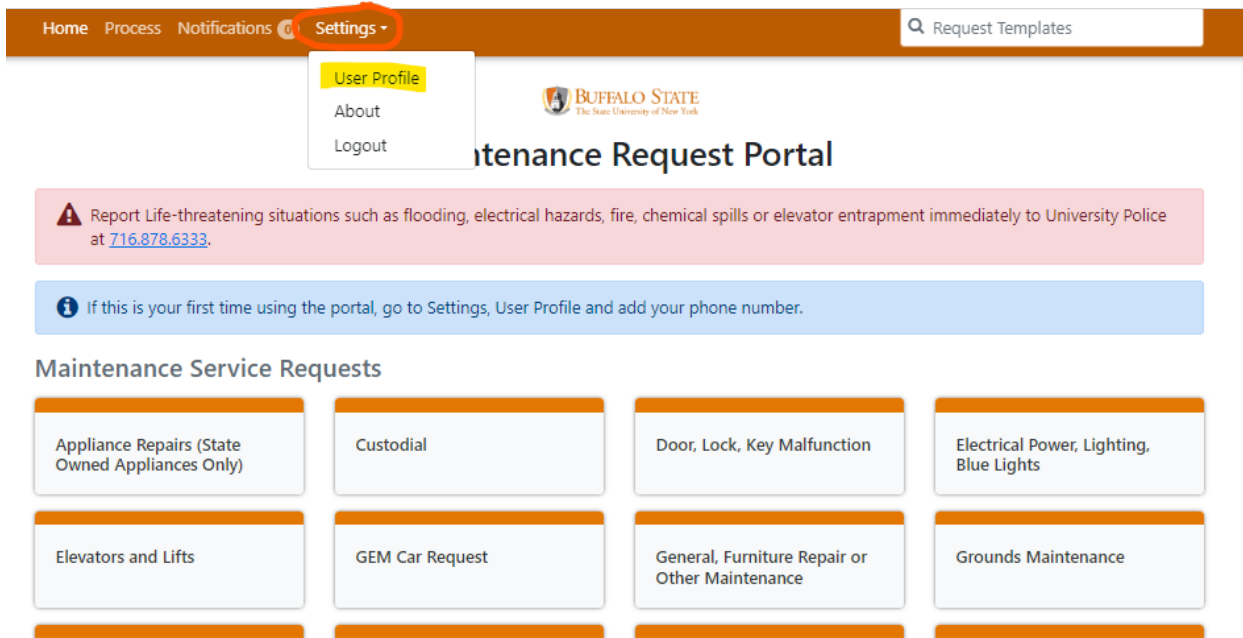 Home Process Notifications 0 Settings
Request Templates
User Profile
About
Logout
BUFFALO STATE
The State University of New York
ntenance Request Portal
Report Life-threatening situations such as flooding, electrical hazards, fire, chemical spills or elevator entrapment immediately to University Police
at 716.878.6333.
If this is your first time using the portal, go to Settings, User Profile and add your phone number.
Maintenance Service Requests
Appliance Repairs (State
Owned Appliances Only)
Custodial
Door, Lock, Key Malfunction
Electrical Power, Lighting,
Blue Lights
Elevators and Lifts
GEM Car Request
General, Furniture Repair or
Other Maintenance
Grounds Maintenance